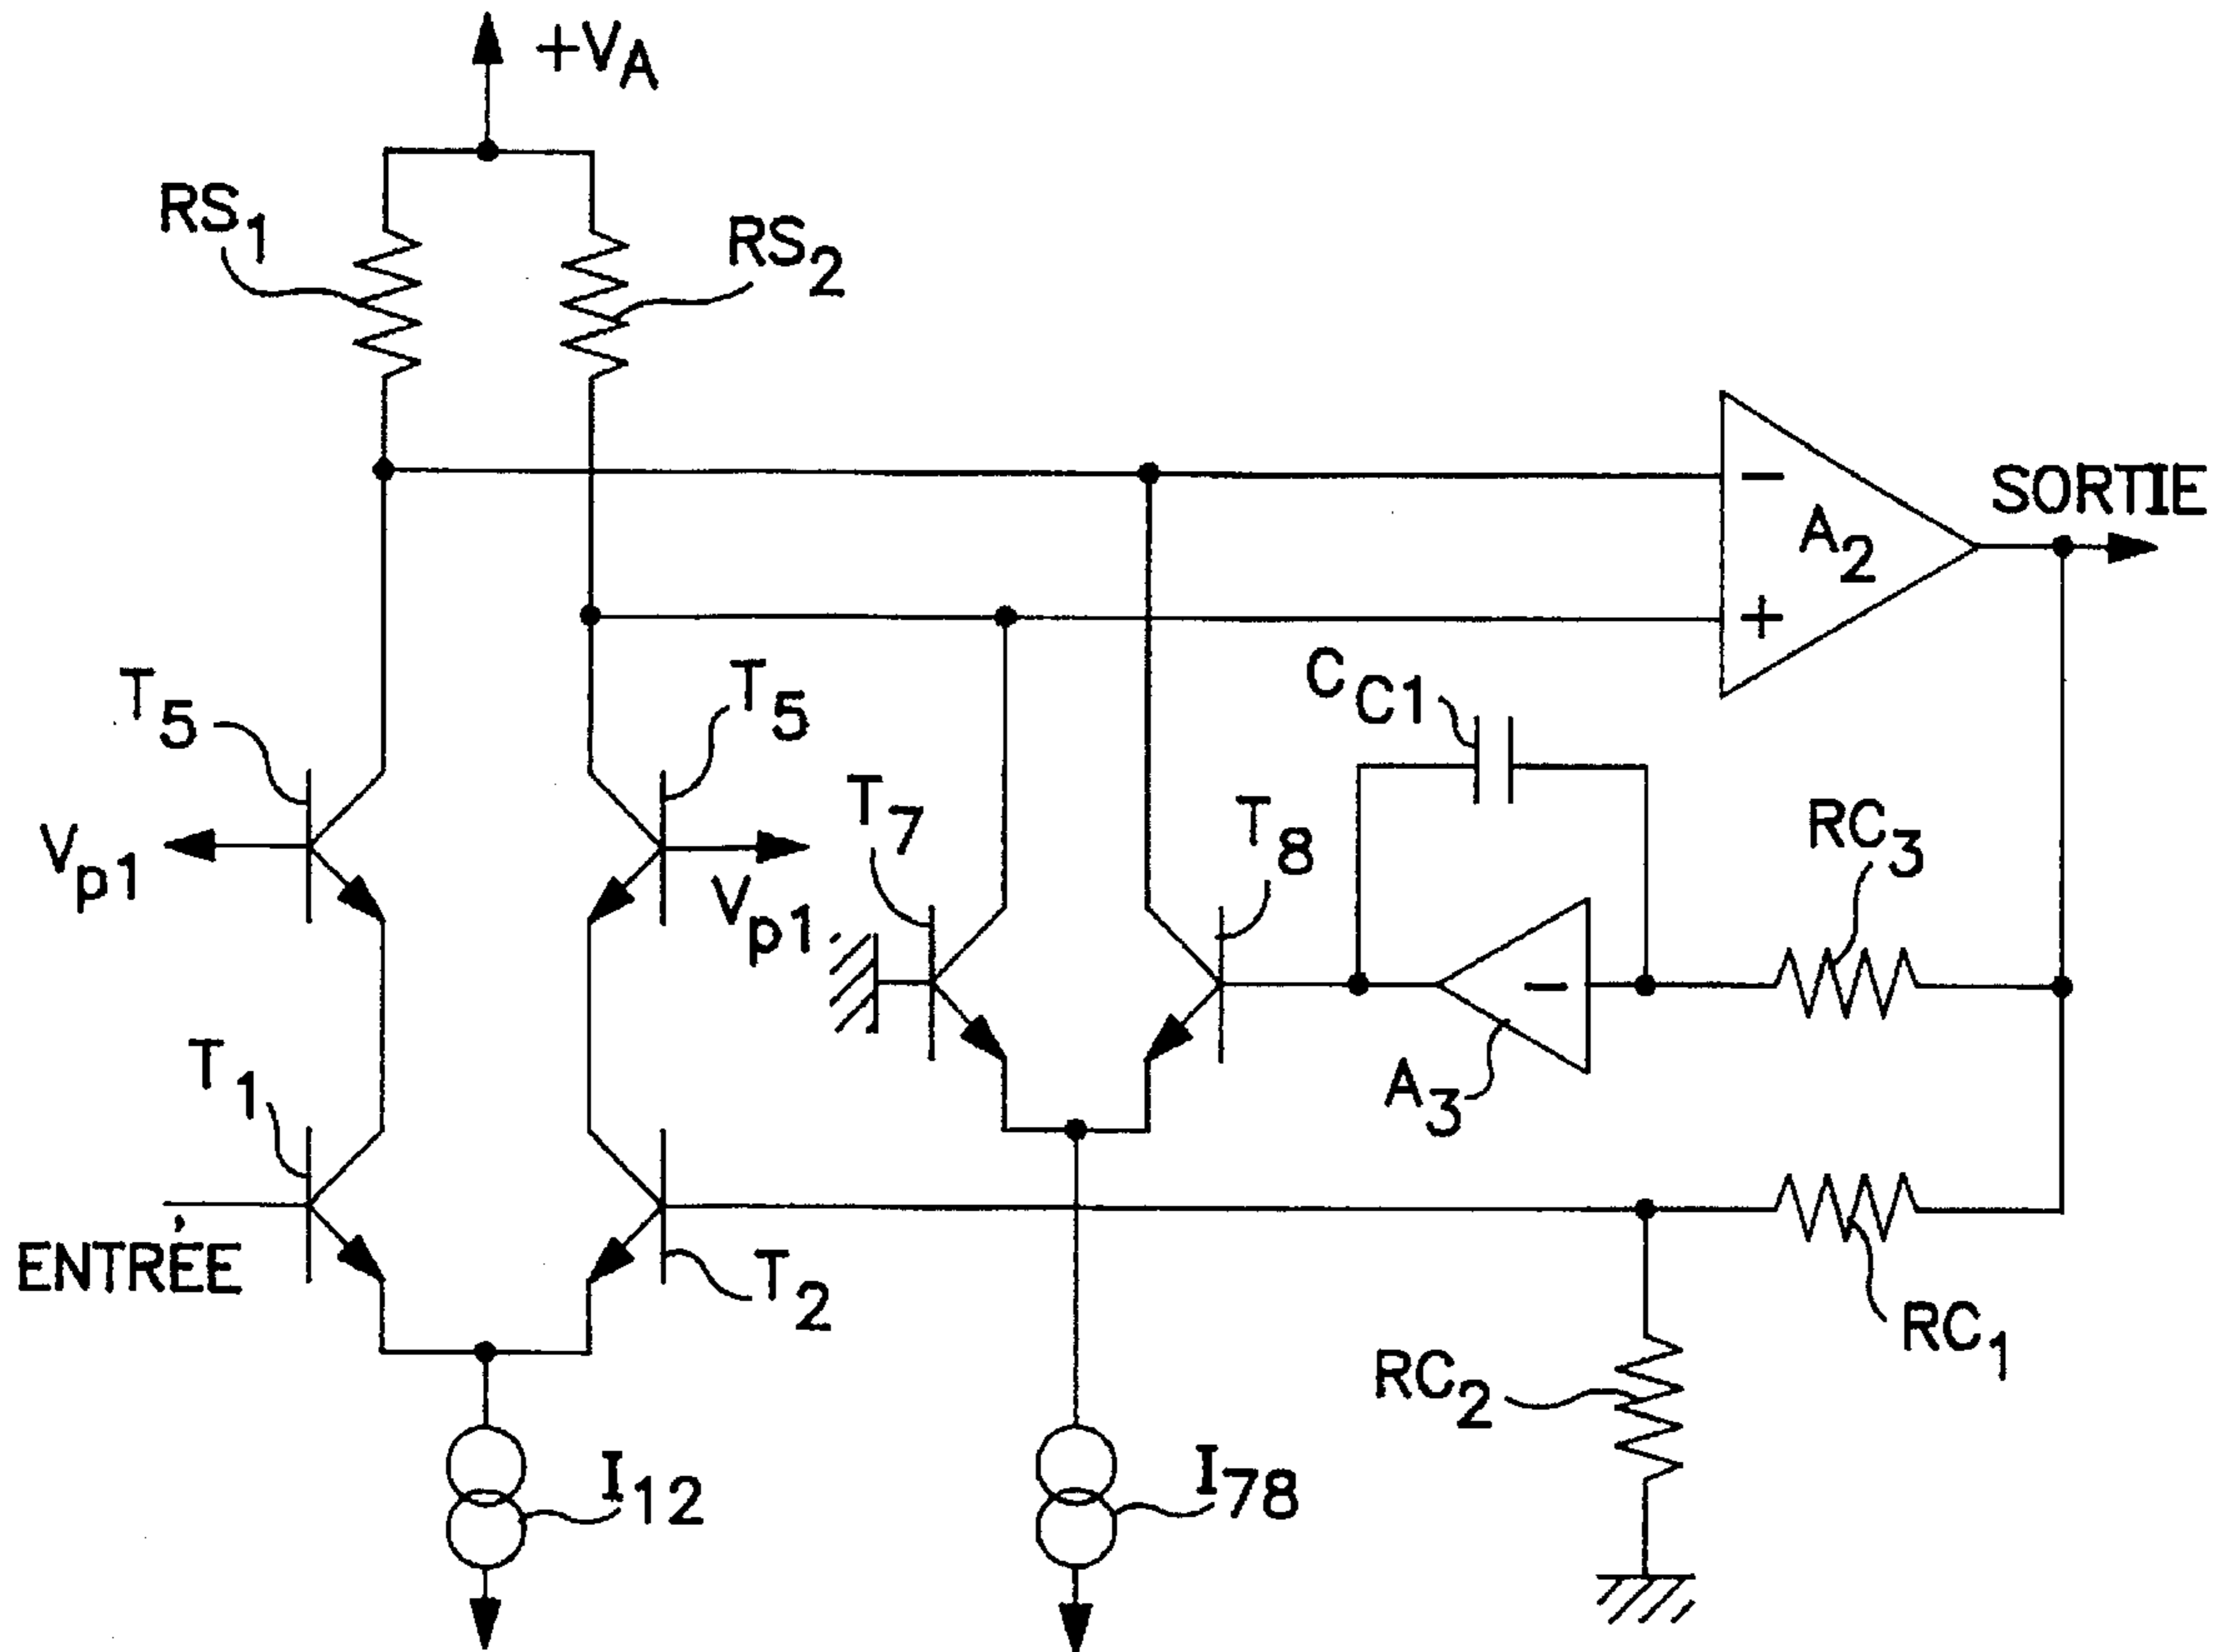 +VA
RS1
RS2
SORTIE
-
A2
+
CC1
T5
T5
T7
T8
RC3
Vp1
Vp1
-
A3
T1
ENTRÉE
T2
RC1
RC2
I12
I78